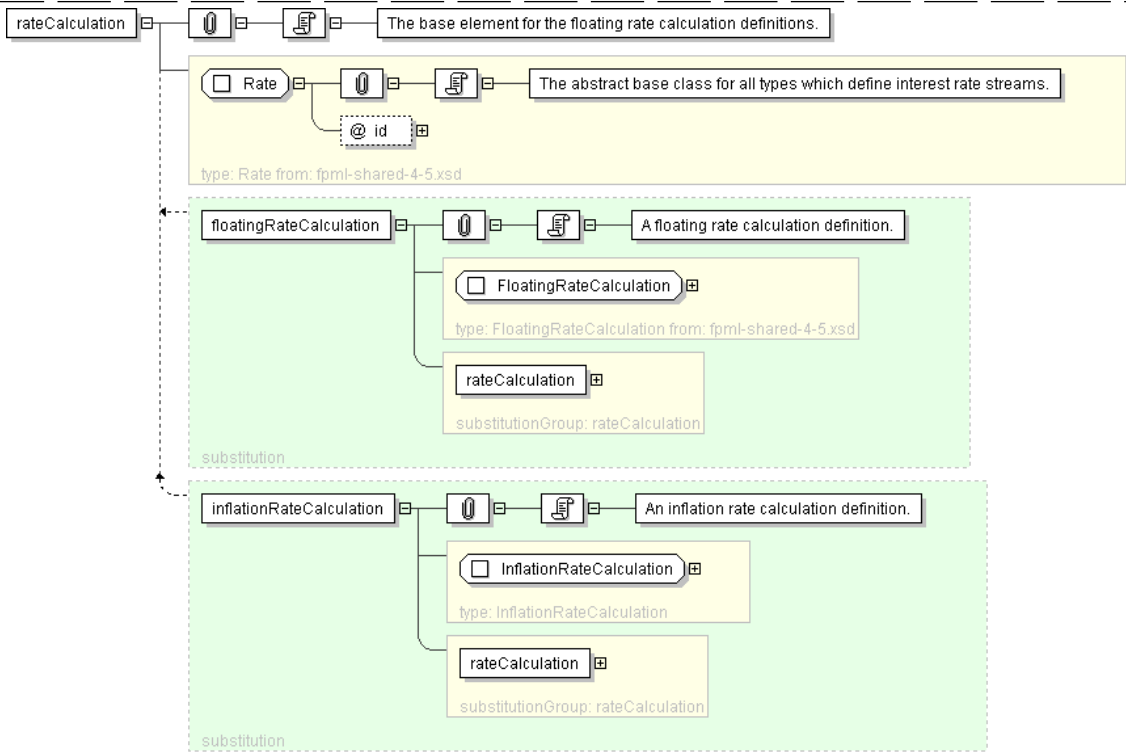 rateCalculation The base element for the floating rate calculation definitions.
Rate The abstract base class for all types which define interest rate streams.
@ id
type: Rate from: fpml-shared-4-5.xsd
floatingRateCalculation A floating rate calculation definition.
FloatingRateCalculation
type: FloatingRateCalculation from: fpml-shared-4-5.xsd
rateCalculation
substitutionGroup: rateCalculation
substitution
inflationRateCalculation An inflation rate calculation definition.
InflationRateCalculation
type: InflationRateCalculation
rateCalculation
substitutionGroup: rateCalculation
substitution